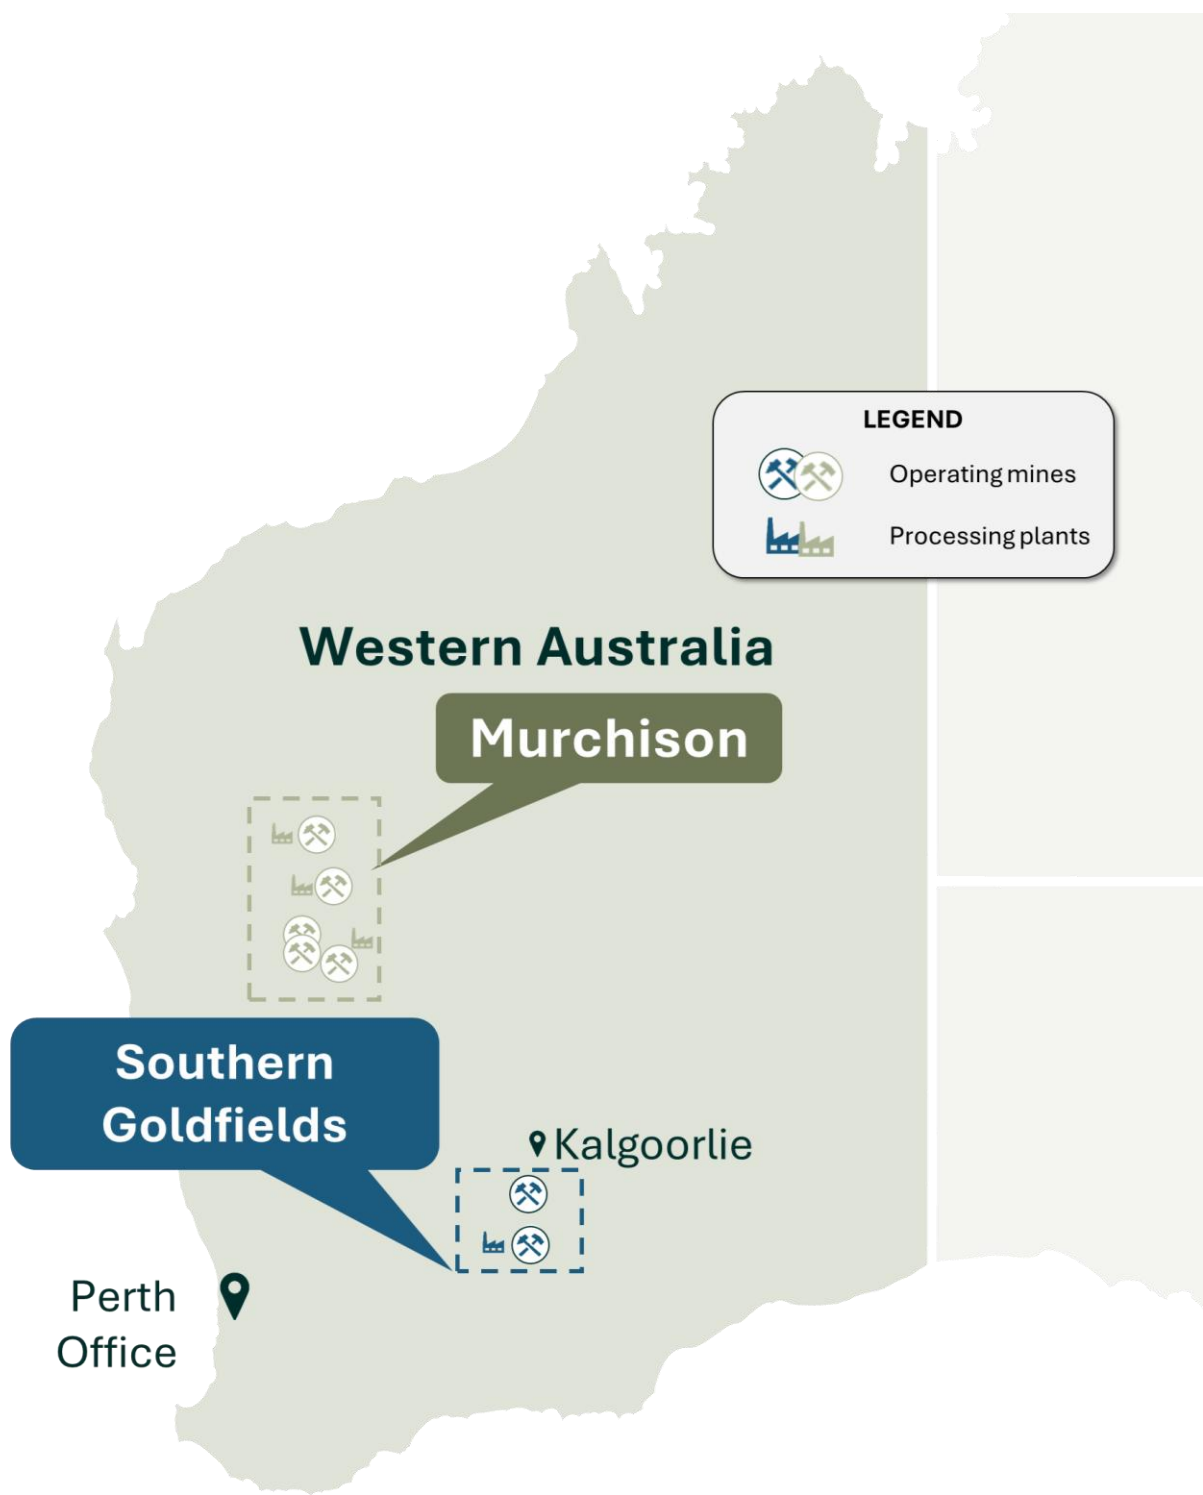 LEGEND
Operating mines
Processing plants
Western Australia
Murchison
Southern
Goldfields
Kalgoorlie
Perth
Office